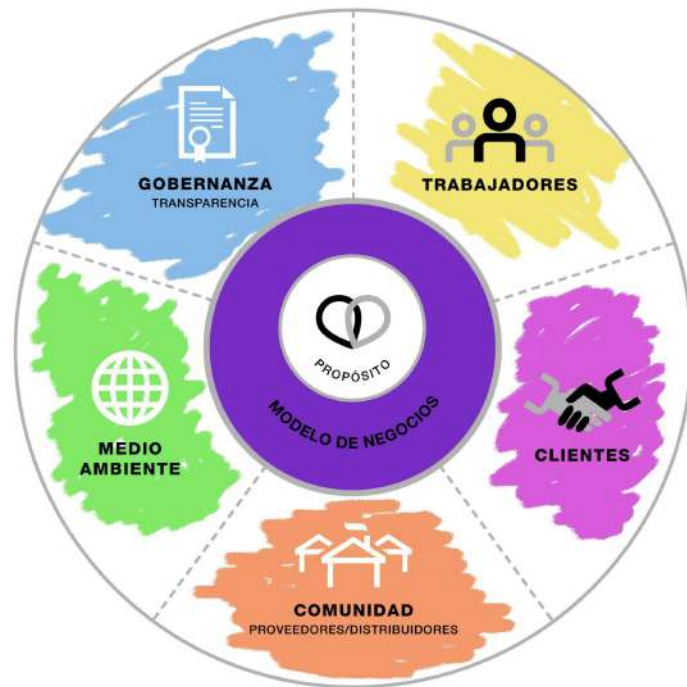 GOBERNANZA
TRANSPARENCIA
TRABAJADORES
PROPÓSITO
MODELO DE NEGOCIOS
MEDIO
AMBIENTE
CLIENTES
COMUNIDAD
PROVEEDORES/DISTRIBUIDORES